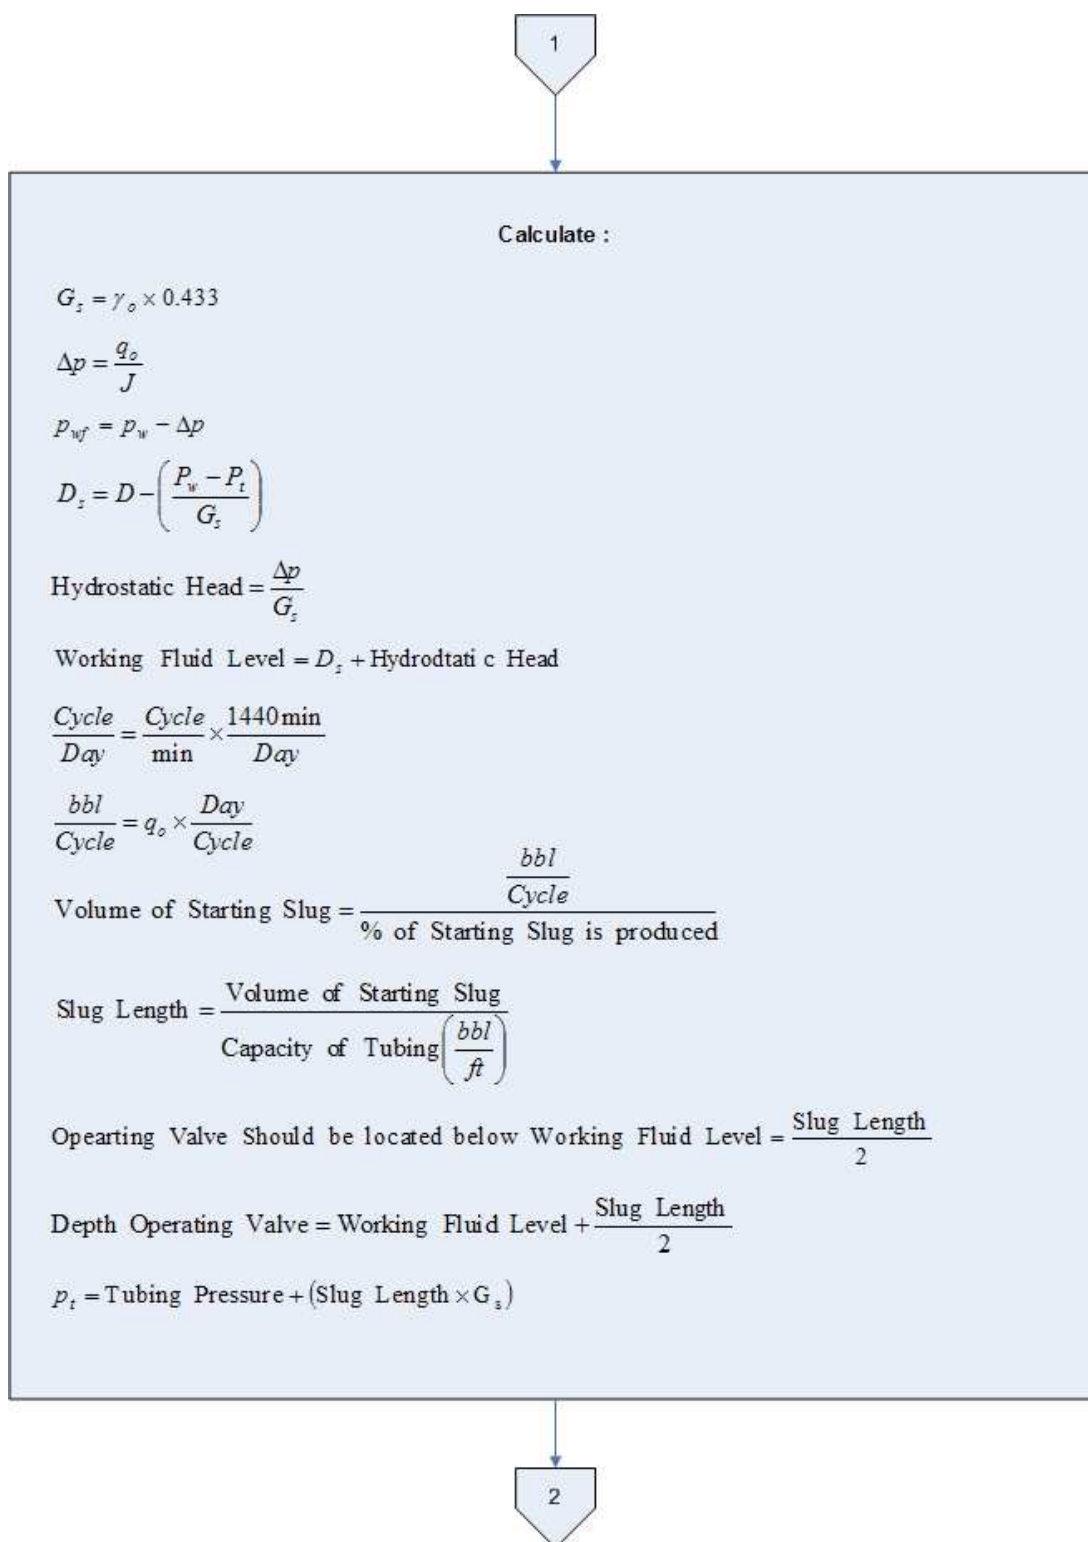 1
Calculate :
G_s = γ_o × 0.433
Δp = q_o / J
p_wf = p_w − Δp
D_s = D − ( (P_w − P_t) / G_s )
Hydrostatic Head = Δp / G_s
Working Fluid Level = D_s + Hydrodtati c Head
Cycle / Day = Cycle / min × 1440 min / Day
bbl / Cycle = q_o × Day / Cycle
Volume of Starting Slug = (bbl / Cycle) / % of Starting Slug is produced
Slug Length = Volume of Starting Slug / Capacity of Tubing ( bbl / ft )
Opearting Valve Should be located below Working Fluid Level = Slug Length / 2
Depth Operating Valve = Working Fluid Level + Slug Length / 2
p_t = Tubing Pressure + (Slug Length × G_s)
2